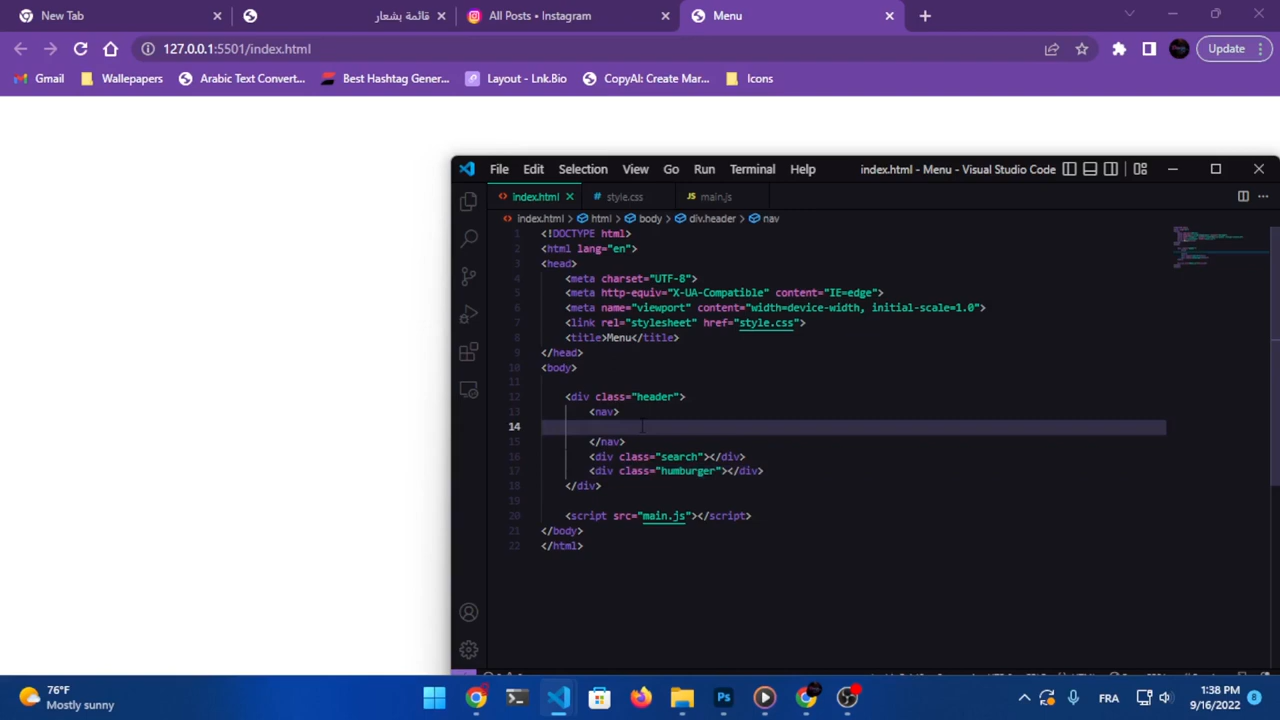 New Tab
قائمة بشعار
All Posts • Instagram
Menu
127.0.0.1:5501/index.html
Update
Gmail
Wallepapers
Arabic Text Convert...
Best Hashtag Gener...
Layout - Lnk.Bio
CopyAI: Create Mar...
Icons
File Edit Selection View Go Run Terminal Help
index.html - Menu - Visual Studio Code
index.html
style.css
JS main.js
index.html > html > body > div.header > nav
1 <!DOCTYPE html>
2 <html lang="en">
3 <head>
4 <meta charset="UTF-8">
5 <meta http-equiv="X-UA-Compatible" content="IE=edge">
6 <meta name="viewport" content="width=device-width, initial-scale=1.0">
7 <link rel="stylesheet" href="style.css">
8 <title>Menu</title>
9 </head>
10 <body>
11
12 <div class="header">
13 <nav>
14
15 </nav>
16 <div class="search"></div>
17 <div class="humburger"></div>
18 </div>
19
20 <script src="main.js"></script>
21 </body>
22 </html>
76°F
Mostly sunny
Ps
FRA
1:38 PM
9/16/2022
8